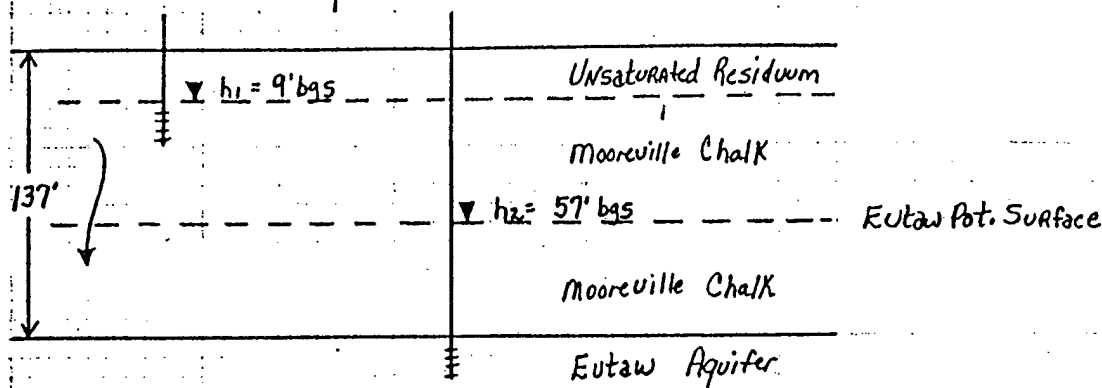 Unsaturated Residuum
h₁ = 9' bgs
Mooreville Chalk
137'
h₂ = 57' bgs
Eutaw Pot. Surface
Mooreville Chalk
Eutaw Aquifer